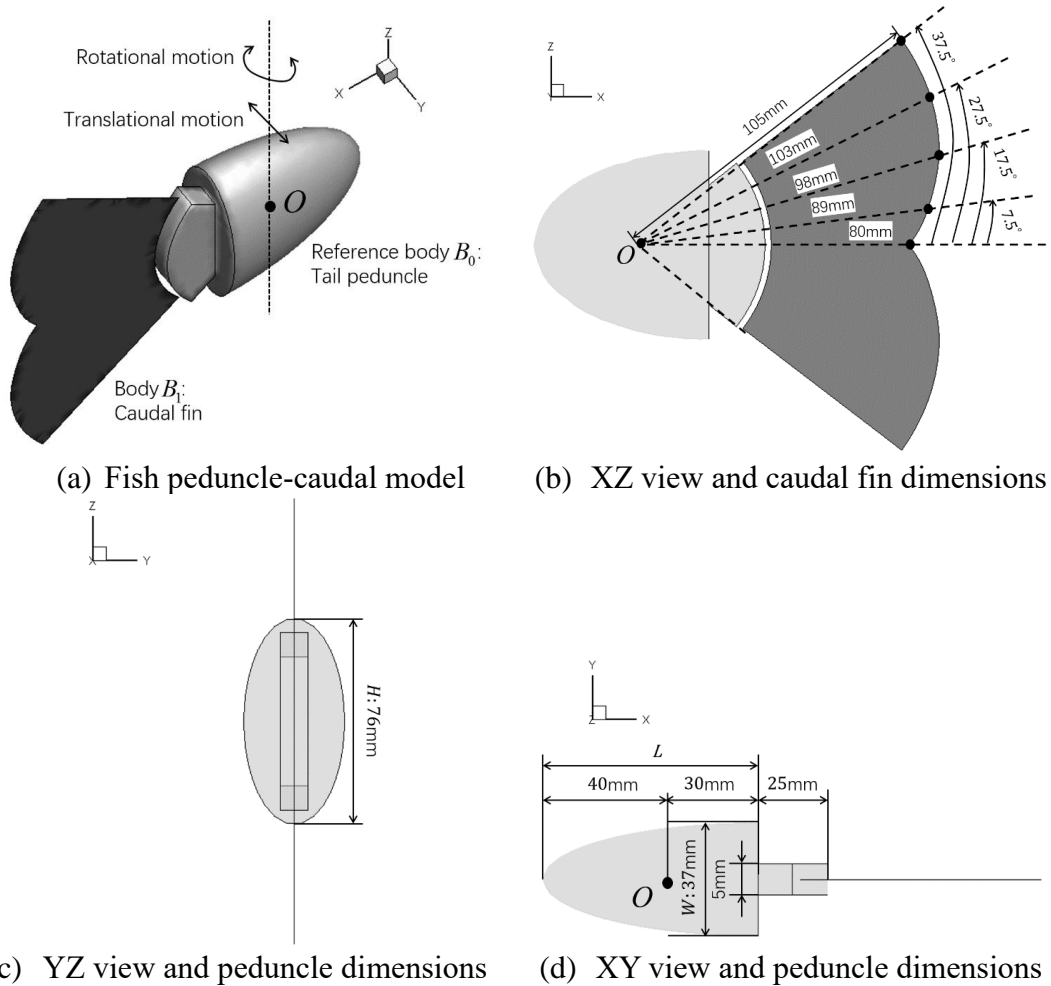 Rotational motion
Translational motion
Z
X
Y
O
Reference body B0:
Tail peduncle
Body B1:
Caudal fin
(a) Fish peduncle-caudal model
Z
X
105mm
103mm
98mm
89mm
80mm
37.5°
27.5°
17.5°
7.5°
O
(b) XZ view and caudal fin dimensions
Z
X
Y
H:76mm
c) YZ view and peduncle dimensions
Y
Z
X
L
40mm
30mm
25mm
W:37mm
5mm
O
(d) XY view and peduncle dimensions